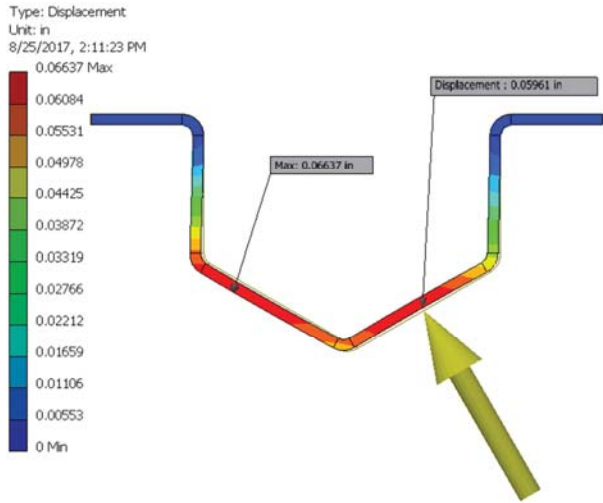 Type: Displacement
Unit: in
8/25/2017, 2:11:23 PM
0.06637 Max
0.06084
0.05531
0.04978
0.04425
0.03872
0.03319
0.02766
0.02212
0.01659
0.01106
0.00553
0 Min
Displacement : 0.05961 in
Max: 0.06637 in